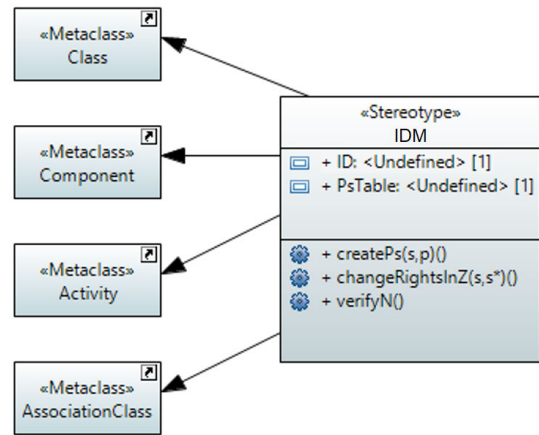 «Metaclass»
Class
«Metaclass»
Component
«Metaclass»
Activity
«Metaclass»
AssociationClass
«Stereotype»
IDM
+ ID: <Undefined> [1]
+ PsTable: <Undefined> [1]
+ createPs(s,p)()
+ changeRightsInZ(s,s*)()
+ verifyN()